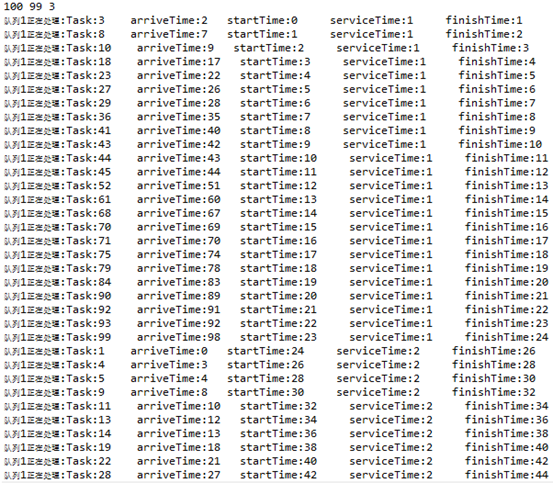 100 99 3
队列1正在处理:Task:3 arriveTime:2 startTime:0 serviceTime:1 finishTime:1
队列1正在处理:Task:8 arriveTime:7 startTime:1 serviceTime:1 finishTime:2
队列1正在处理:Task:10 arriveTime:9 startTime:2 serviceTime:1 finishTime:3
队列1正在处理:Task:18 arriveTime:17 startTime:3 serviceTime:1 finishTime:4
队列1正在处理:Task:23 arriveTime:22 startTime:4 serviceTime:1 finishTime:5
队列1正在处理:Task:27 arriveTime:26 startTime:5 serviceTime:1 finishTime:6
队列1正在处理:Task:29 arriveTime:28 startTime:6 serviceTime:1 finishTime:7
队列1正在处理:Task:36 arriveTime:35 startTime:7 serviceTime:1 finishTime:8
队列1正在处理:Task:41 arriveTime:40 startTime:8 serviceTime:1 finishTime:9
队列1正在处理:Task:43 arriveTime:42 startTime:9 serviceTime:1 finishTime:10
队列1正在处理:Task:44 arriveTime:43 startTime:10 serviceTime:1 finishTime:11
队列1正在处理:Task:45 arriveTime:44 startTime:11 serviceTime:1 finishTime:12
队列1正在处理:Task:52 arriveTime:51 startTime:12 serviceTime:1 finishTime:13
队列1正在处理:Task:61 arriveTime:60 startTime:13 serviceTime:1 finishTime:14
队列1正在处理:Task:68 arriveTime:67 startTime:14 serviceTime:1 finishTime:15
队列1正在处理:Task:70 arriveTime:69 startTime:15 serviceTime:1 finishTime:16
队列1正在处理:Task:71 arriveTime:70 startTime:16 serviceTime:1 finishTime:17
队列1正在处理:Task:75 arriveTime:74 startTime:17 serviceTime:1 finishTime:18
队列1正在处理:Task:79 arriveTime:78 startTime:18 serviceTime:1 finishTime:19
队列1正在处理:Task:84 arriveTime:83 startTime:19 serviceTime:1 finishTime:20
队列1正在处理:Task:90 arriveTime:89 startTime:20 serviceTime:1 finishTime:21
队列1正在处理:Task:92 arriveTime:91 startTime:21 serviceTime:1 finishTime:22
队列1正在处理:Task:93 arriveTime:92 startTime:22 serviceTime:1 finishTime:23
队列1正在处理:Task:99 arriveTime:98 startTime:23 serviceTime:1 finishTime:24
队列1正在处理:Task:1 arriveTime:0 startTime:24 serviceTime:2 finishTime:26
队列1正在处理:Task:4 arriveTime:3 startTime:26 serviceTime:2 finishTime:28
队列1正在处理:Task:5 arriveTime:4 startTime:28 serviceTime:2 finishTime:30
队列1正在处理:Task:9 arriveTime:8 startTime:30 serviceTime:2 finishTime:32
队列1正在处理:Task:11 arriveTime:10 startTime:32 serviceTime:2 finishTime:34
队列1正在处理:Task:13 arriveTime:12 startTime:34 serviceTime:2 finishTime:36
队列1正在处理:Task:14 arriveTime:13 startTime:36 serviceTime:2 finishTime:38
队列1正在处理:Task:19 arriveTime:18 startTime:38 serviceTime:2 finishTime:40
队列1正在处理:Task:22 arriveTime:21 startTime:40 serviceTime:2 finishTime:42
队列1正在处理:Task:28 arriveTime:27 startTime:42 serviceTime:2 finishTime:44